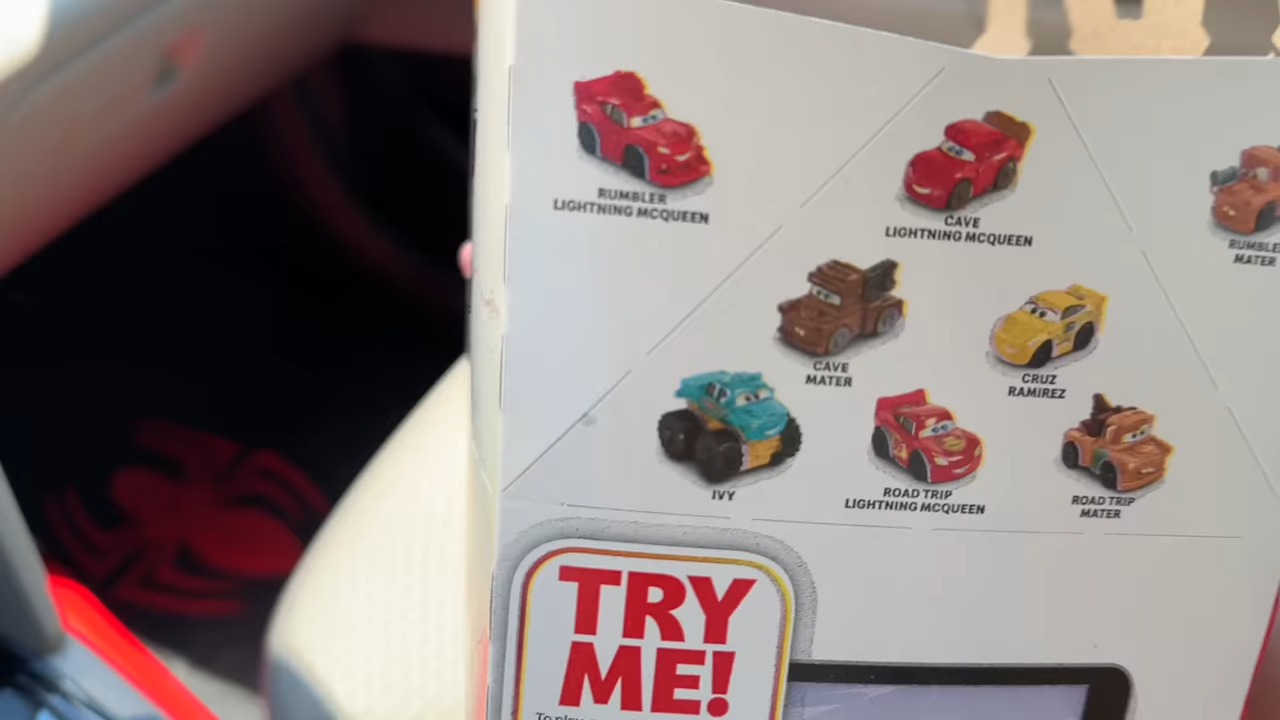 RUMBLER
LIGHTNING MCQUEEN
CAVE
LIGHTNING MCQUEEN
MATER
CAVE
MATER
CRUZ
RAMIREZ
IVY
ROAD TRIP
LIGHTNING MCQUEEN
ROAD TRIP
MATER
TRY
ME!